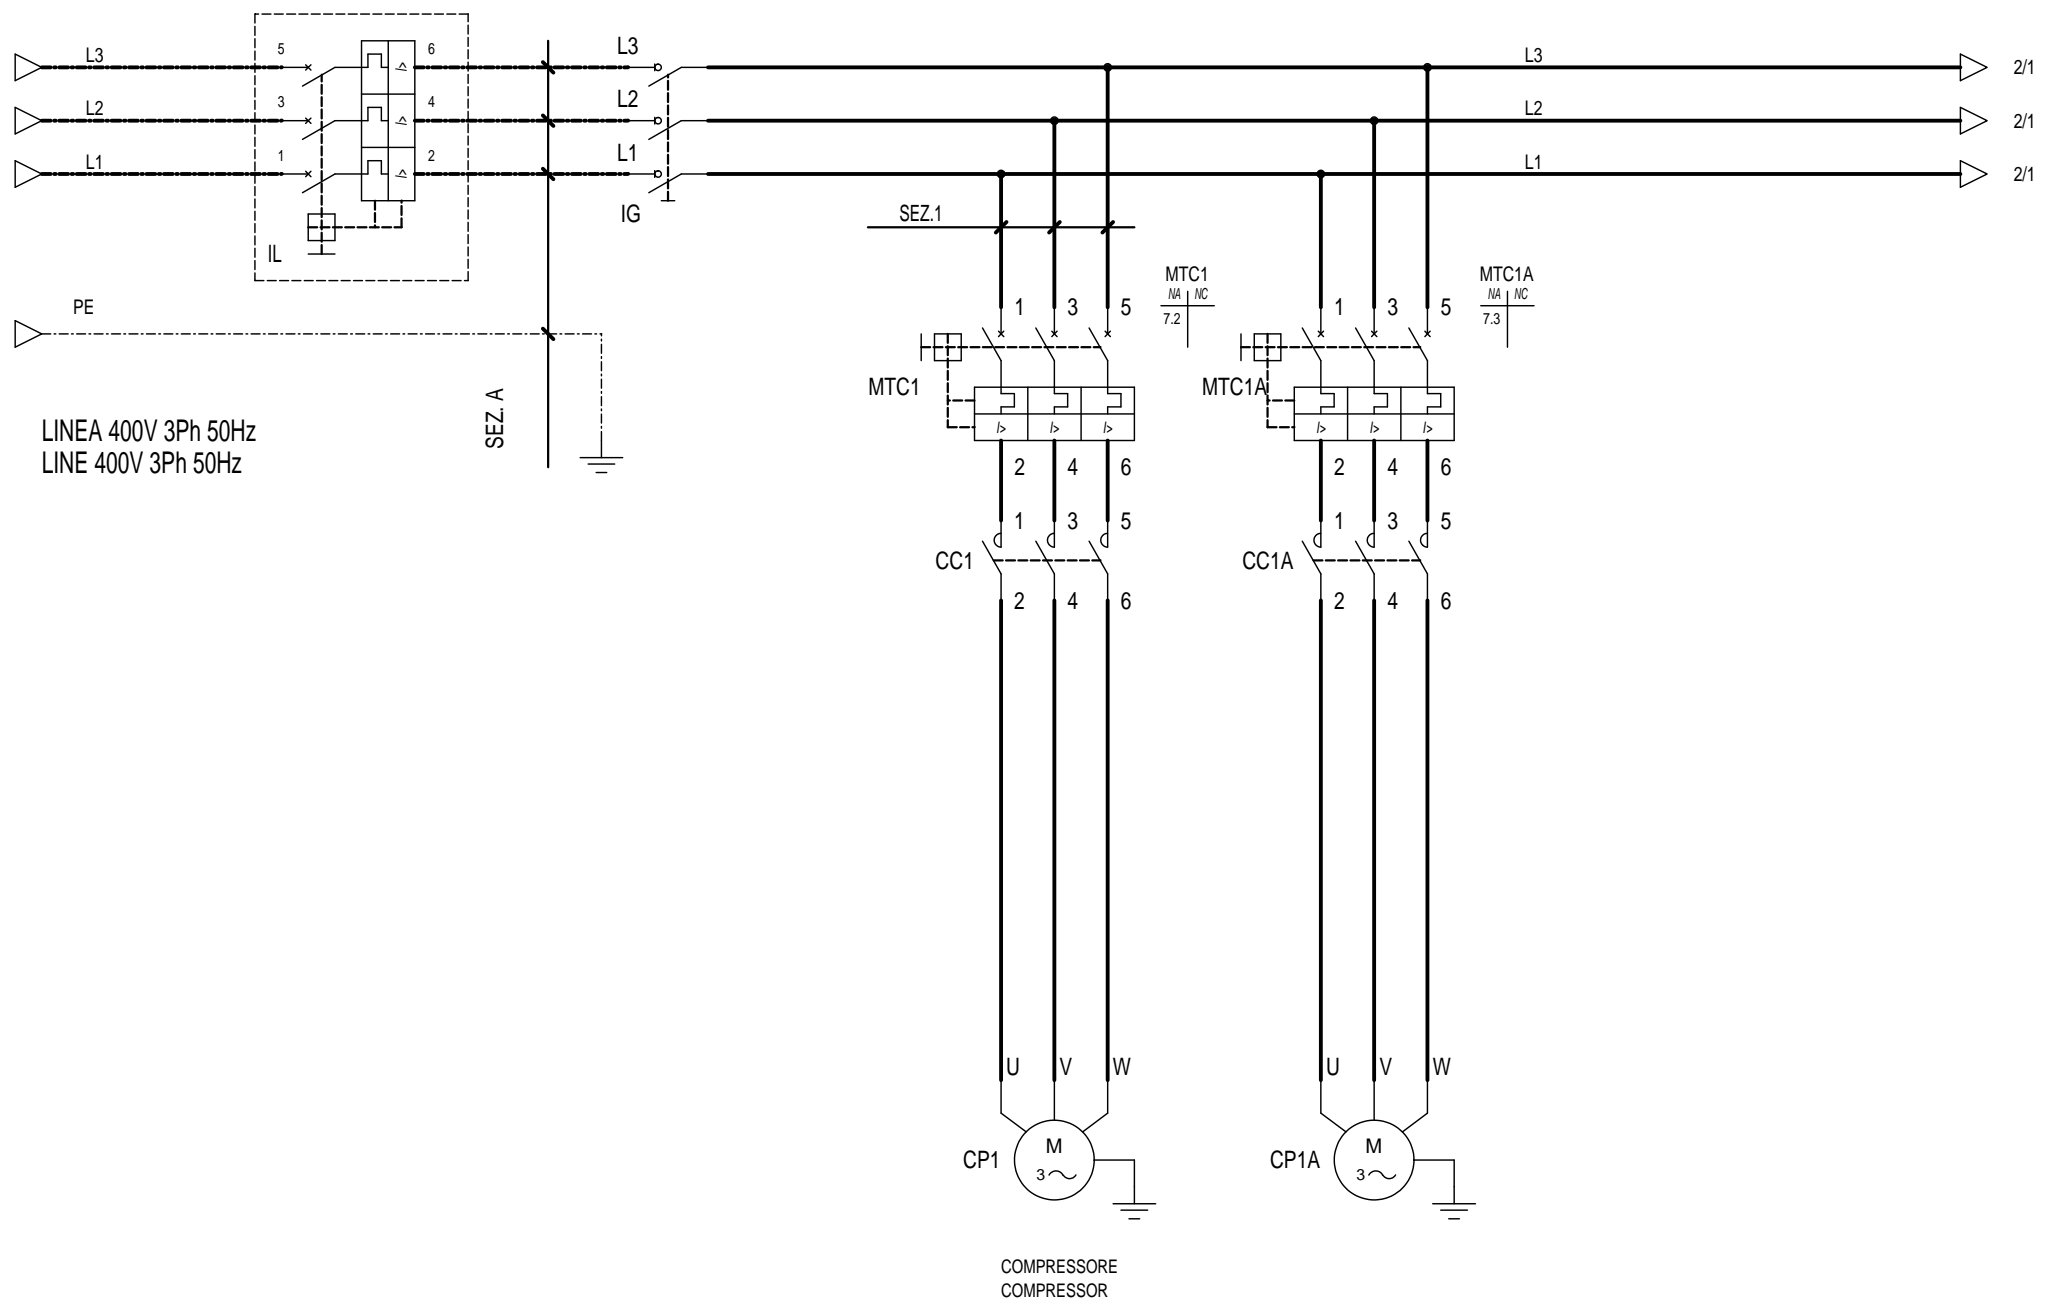 L3
5
6
L3
L3
2/1
L2
3
4
L2
L2
2/1
L1
1
2
L1
L1
2/1
IL
IG
SEZ.1
PE
MTC1
NA NC
7.2
MTC1A
NA NC
7.3
1 3 5
1 3 5
MTC1
MTC1A
I> I> I>
I> I> I>
SEZ. A
LINEA 400V 3Ph 50Hz
LINE 400V 3Ph 50Hz
2 4 6
2 4 6
1 3 5
1 3 5
CC1
CC1A
2 4 6
2 4 6
U V W
U V W
CP1
M
3
CP1A
M
3
COMPRESSORE
COMPRESSOR